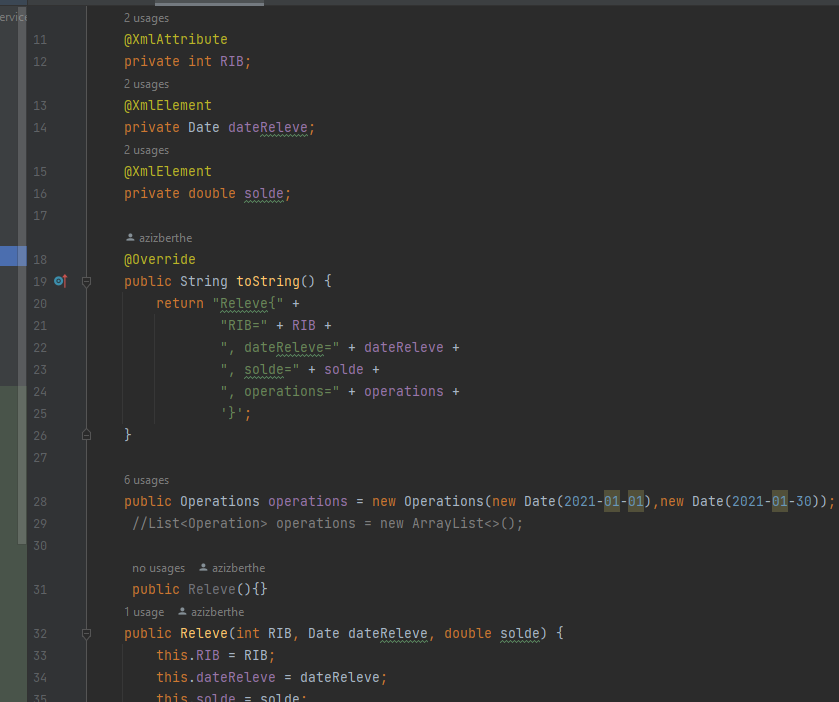 ervice
2 usages
11 @XmlAttribute
12 private int RIB;
2 usages
13 @XmlElement
14 private Date dateReleve;
2 usages
15 @XmlElement
16 private double solde;
17
azizberthe
18 @Override
19 public String toString() {
20 return "Releve{" +
21 "RIB=" + RIB +
22 ", dateReleve=" + dateReleve +
23 ", solde=" + solde +
24 ", operations=" + operations +
25 '}';
26 }
27
6 usages
28 public Operations operations = new Operations(new Date(2021-01-01),new Date(2021-01-30));
29 //List<Operation> operations = new ArrayList<>();
30
no usages azizberthe
31 public Releve(){}
1 usage azizberthe
32 public Releve(int RIB, Date dateReleve, double solde) {
33 this.RIB = RIB;
34 this.dateReleve = dateReleve;
35 this.solde = solde;